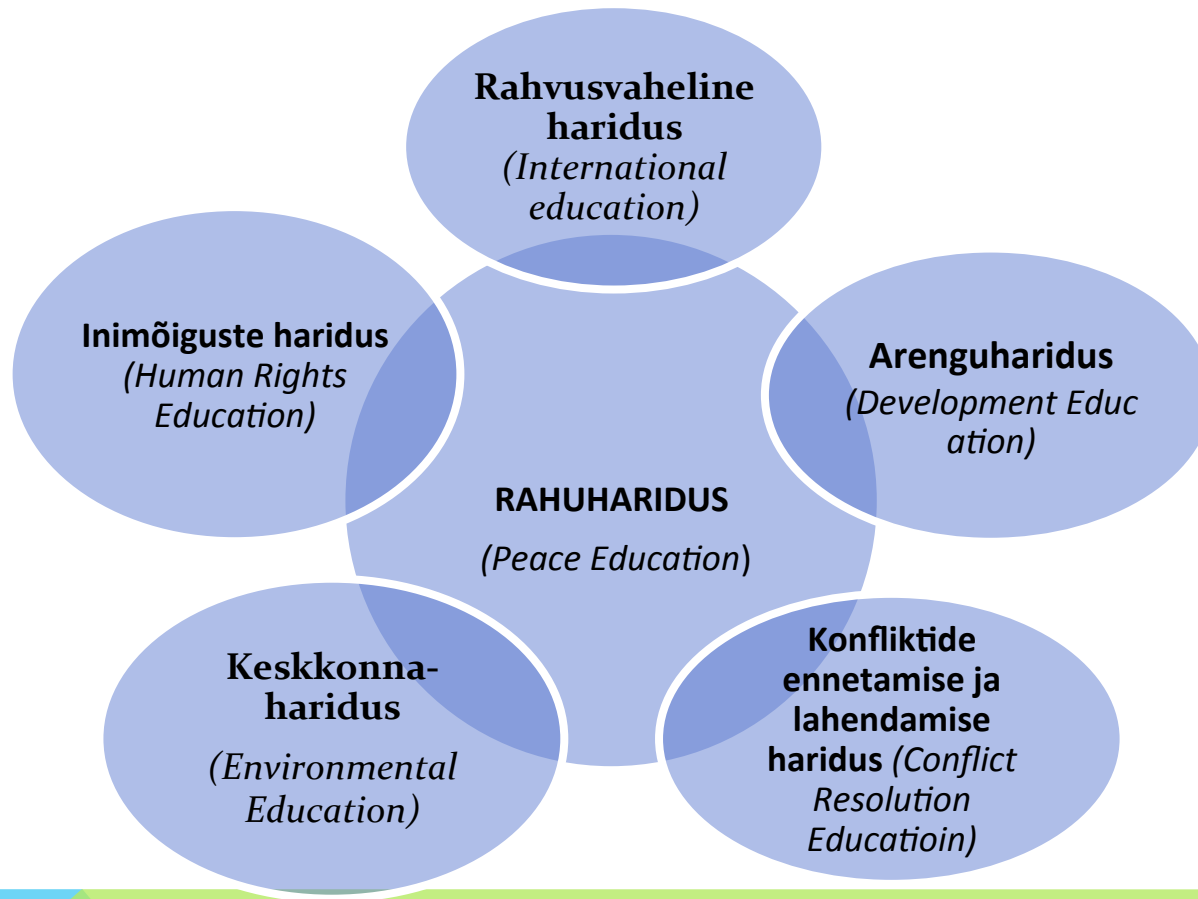 Rahvusvaheline
haridus
(International
education)
Inimõiguste haridus
(Human Rights
Education)
Arenguharidus
(Development Educ
ation)
RAHUHARIDUS
(Peace Education)
Keskkonna-
haridus
(Environmental
Education)
Konfliktide
ennetamise ja
lahendamise
haridus (Conflict
Resolution
Educatioin)